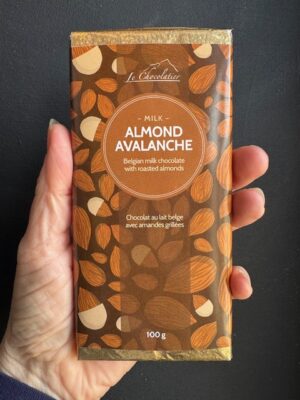 Le Chocolatier
– MILK –
ALMOND
AVALANCHE
Belgian milk chocolate
with roasted almonds
Chocolat au lait belge
avec amandes grillées
100 g